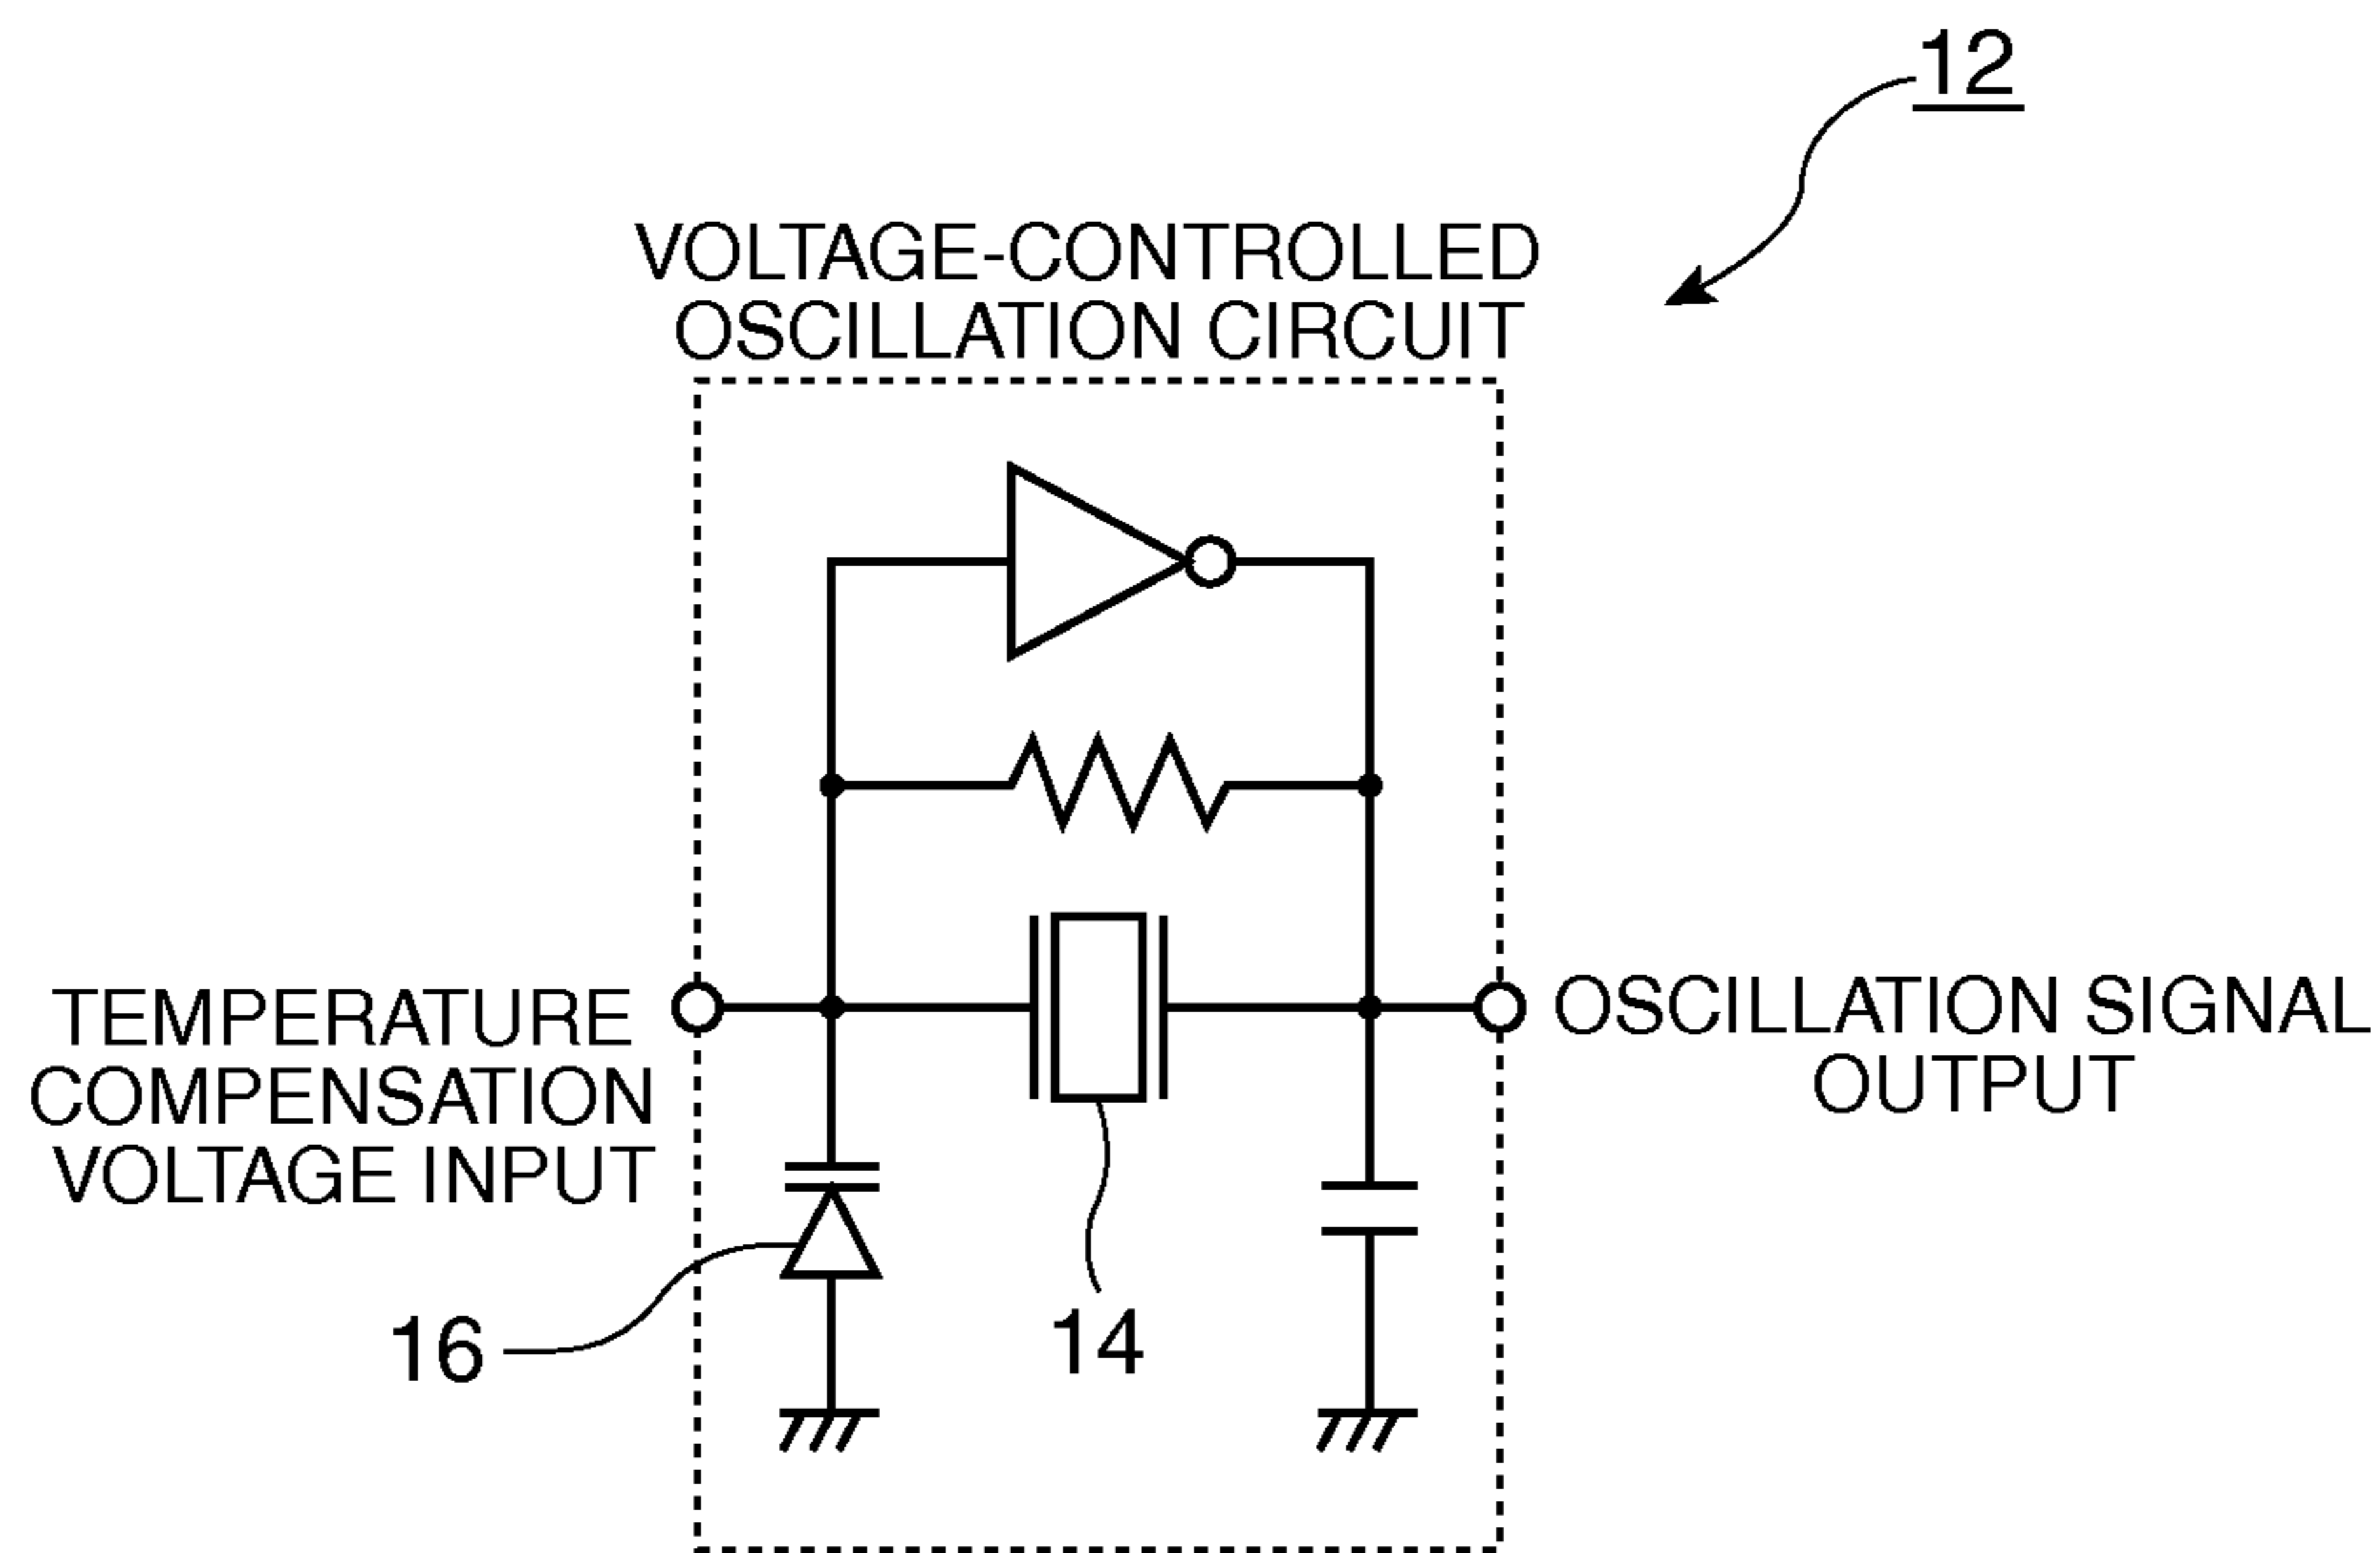 12
VOLTAGE-CONTROLLED
OSCILLATION CIRCUIT
TEMPERATURE
COMPENSATION
VOLTAGE INPUT
OSCILLATION SIGNAL
OUTPUT
16
14